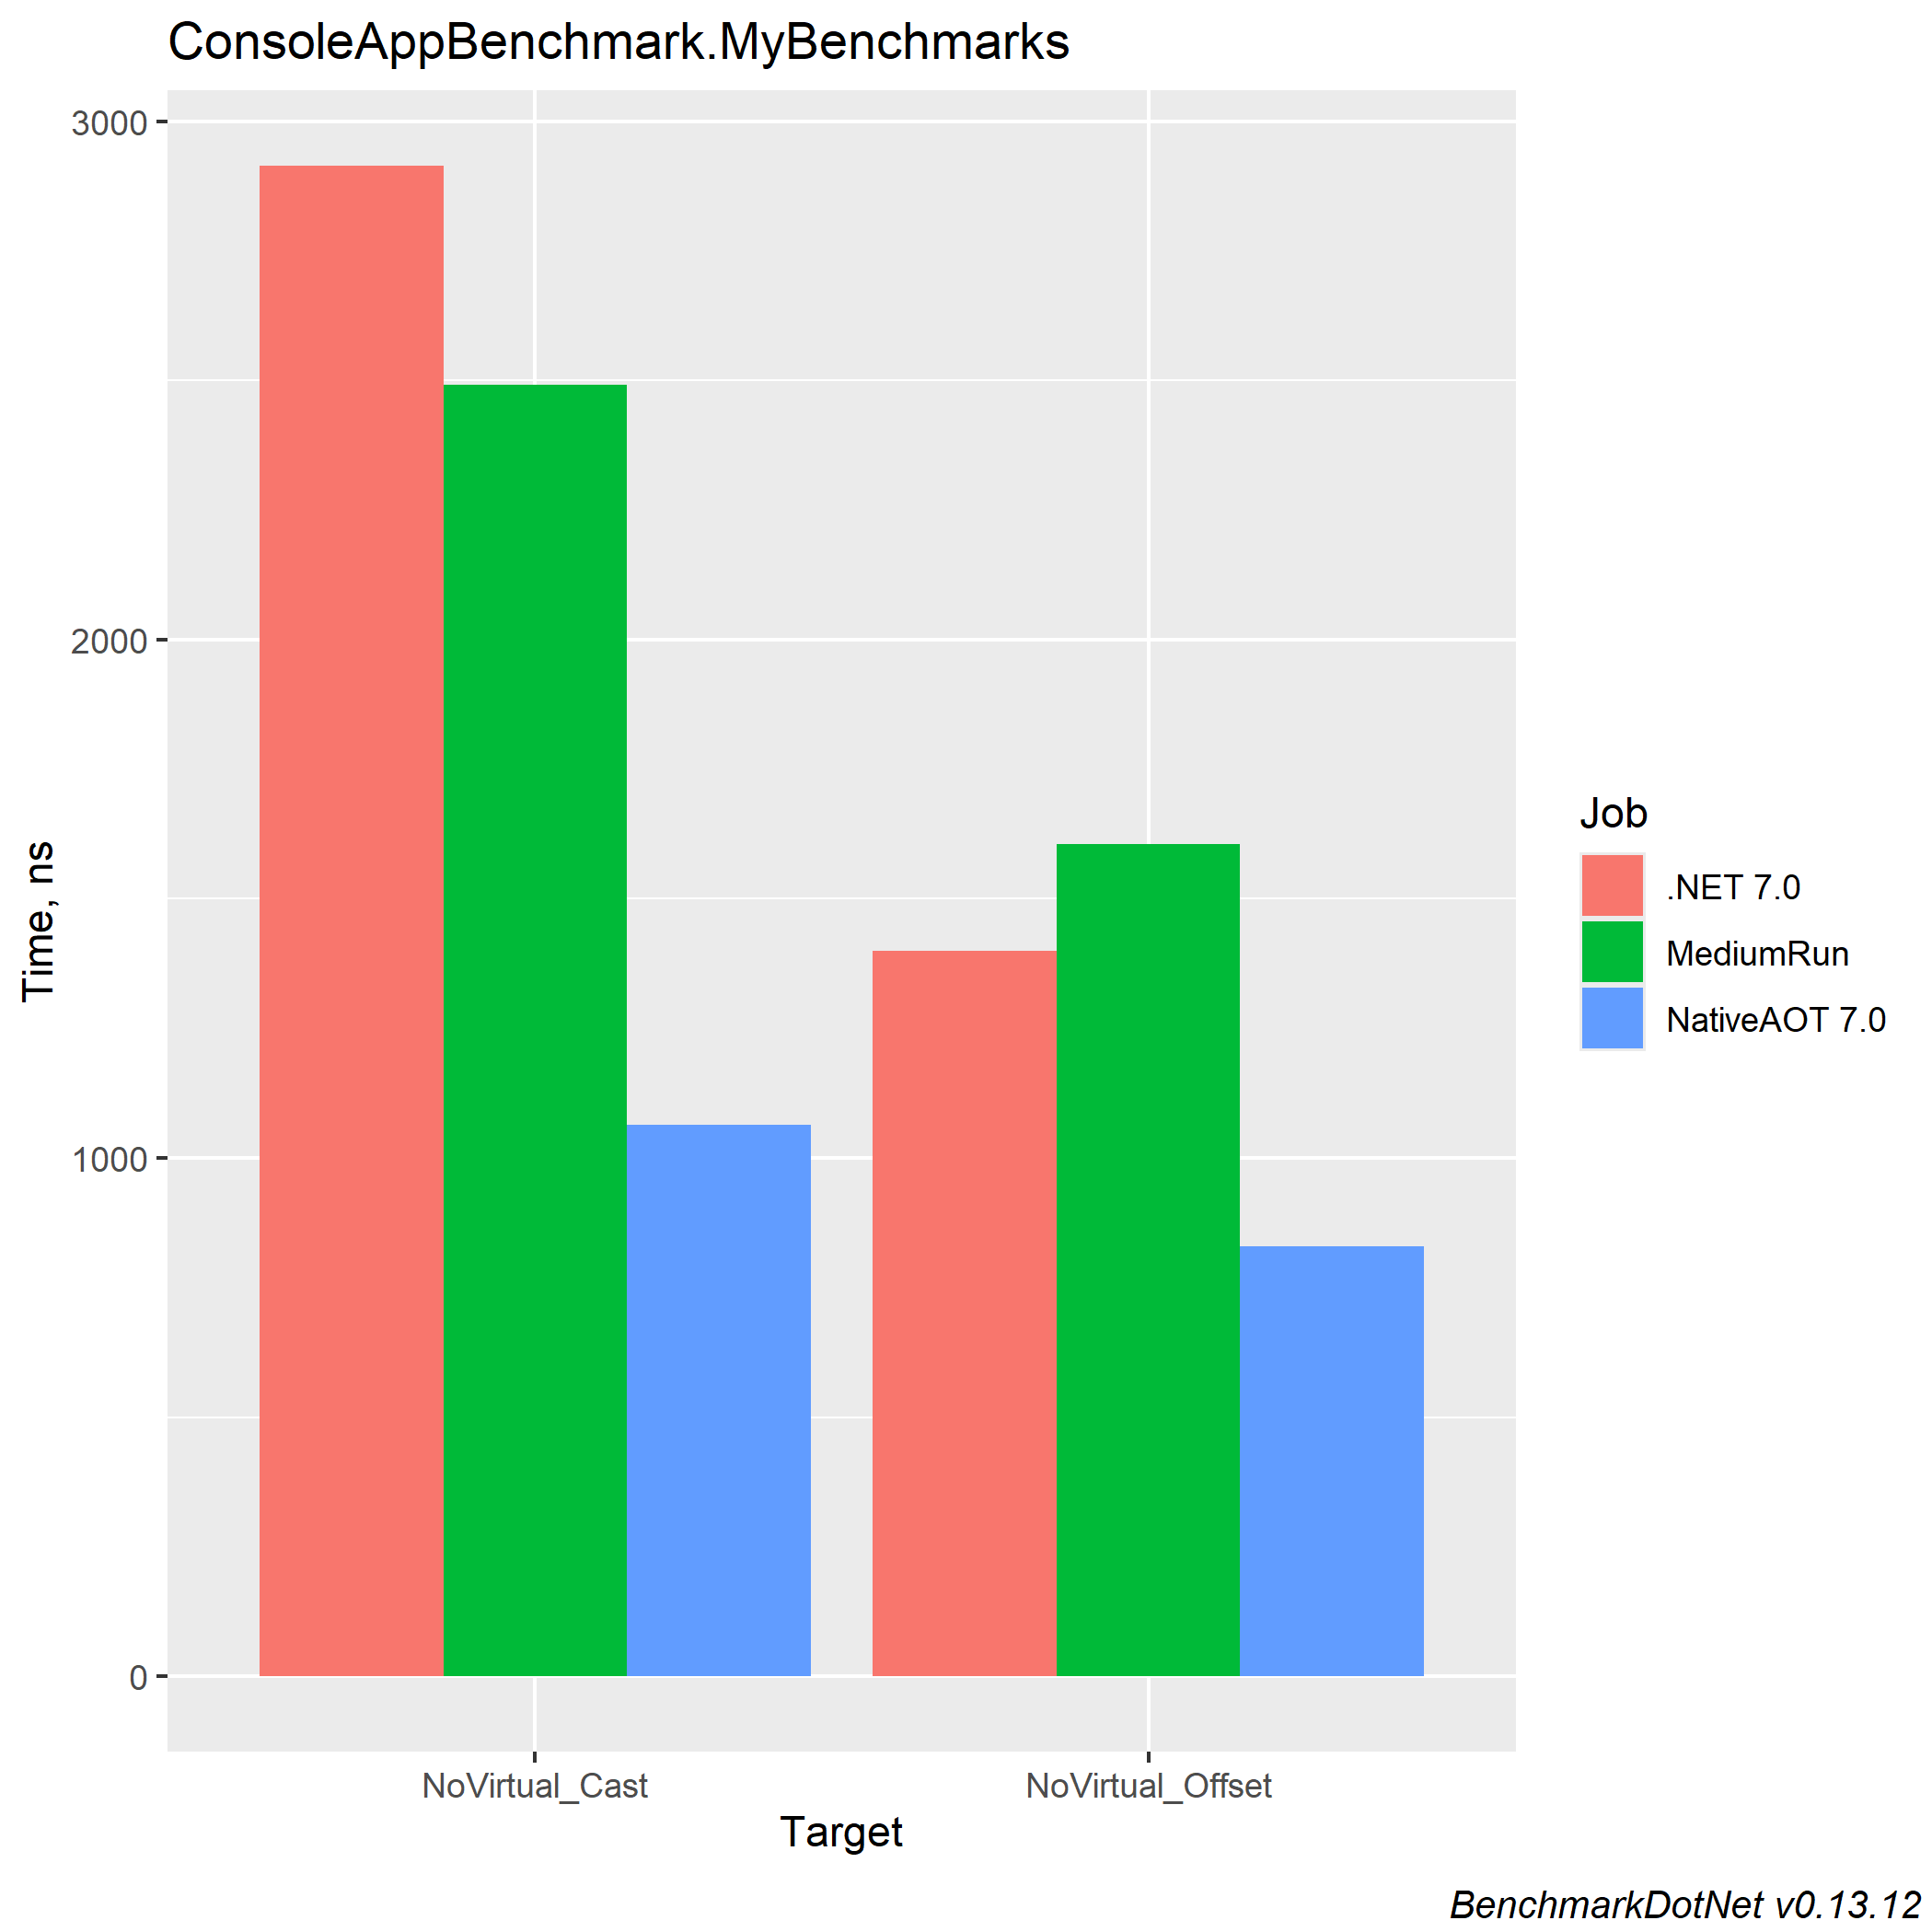 ConsoleAppBenchmark.MyBenchmarks
3000
2000
1000
0
Time, ns
NoVirtual_Cast
NoVirtual_Offset
Target
Job
.NET 7.0
MediumRun
NativeAOT 7.0
BenchmarkDotNet v0.13.12